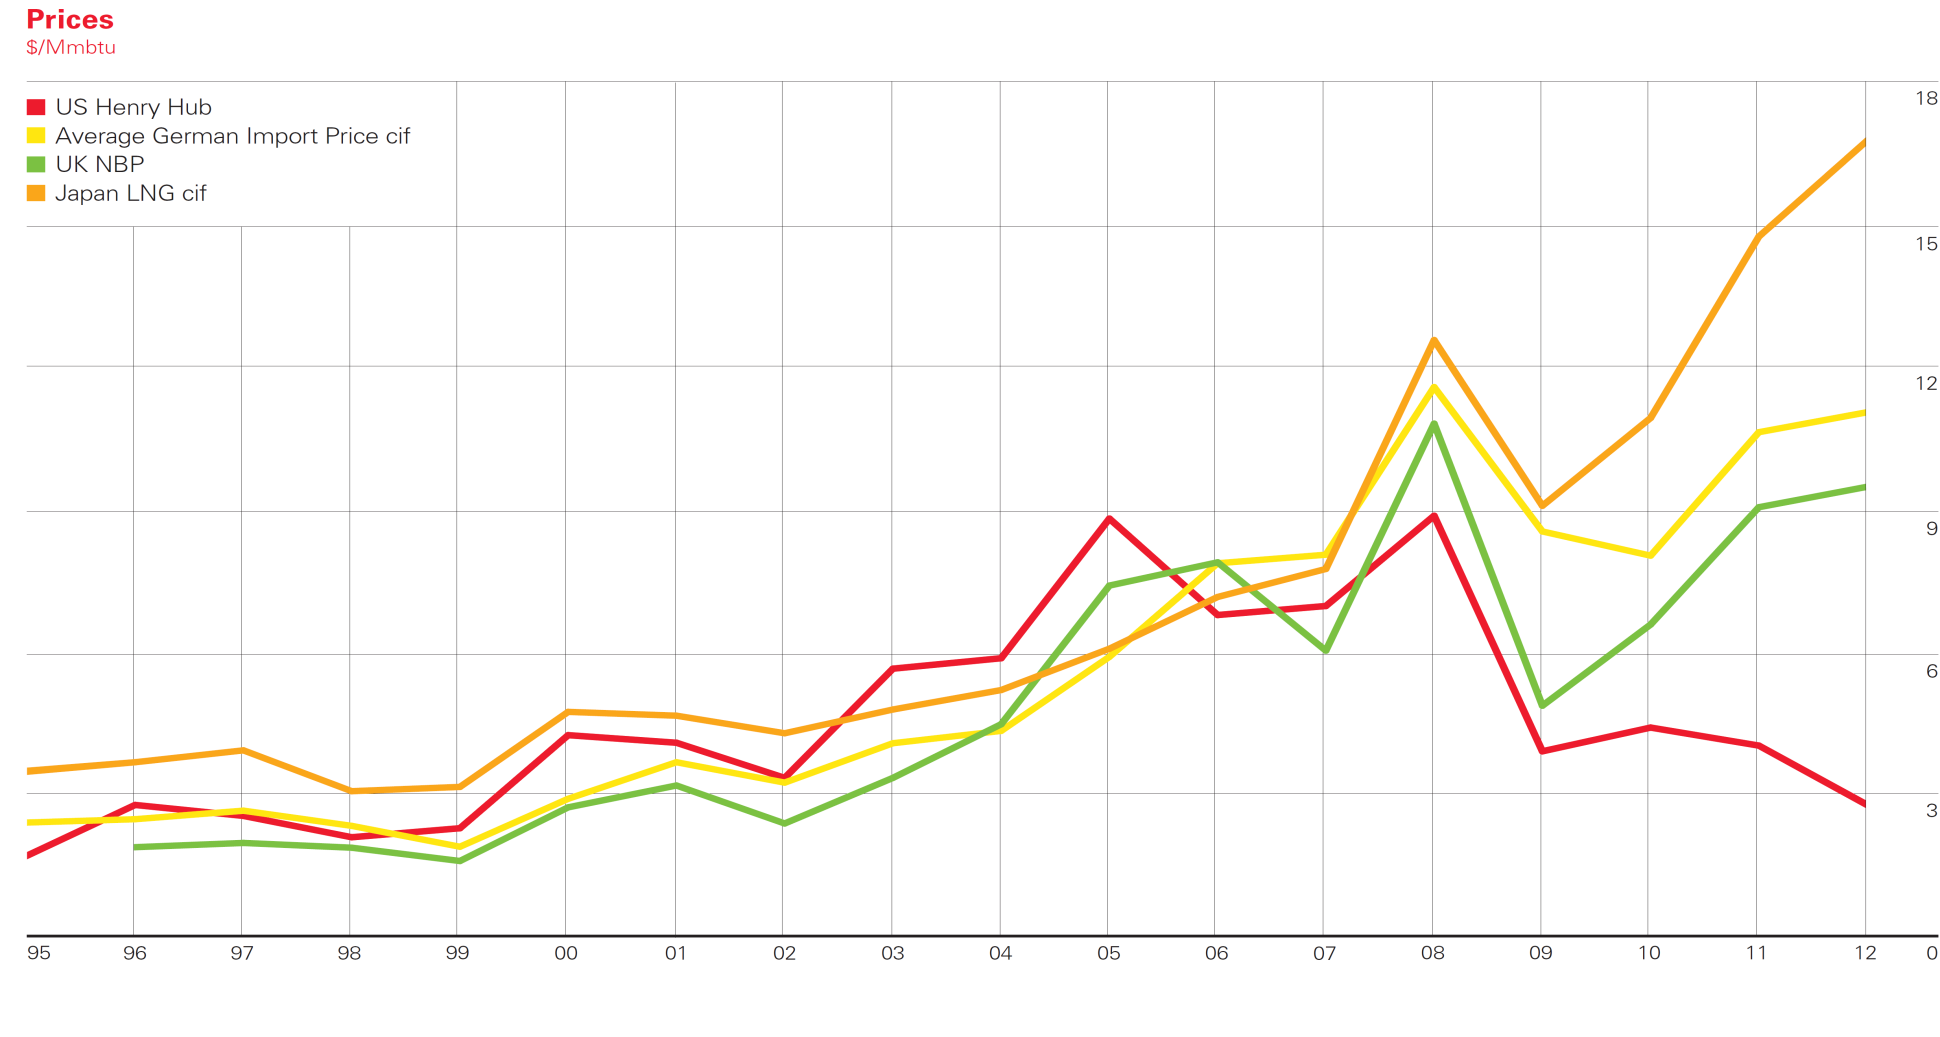 Prices
$/Mmbtu
US Henry Hub
Average German Import Price cif
UK NBP
Japan LNG cif
18
15
12
9
6
3
95 96 97 98 99 00 01 02 03 04 05 06 07 08 09 10 11 12 0